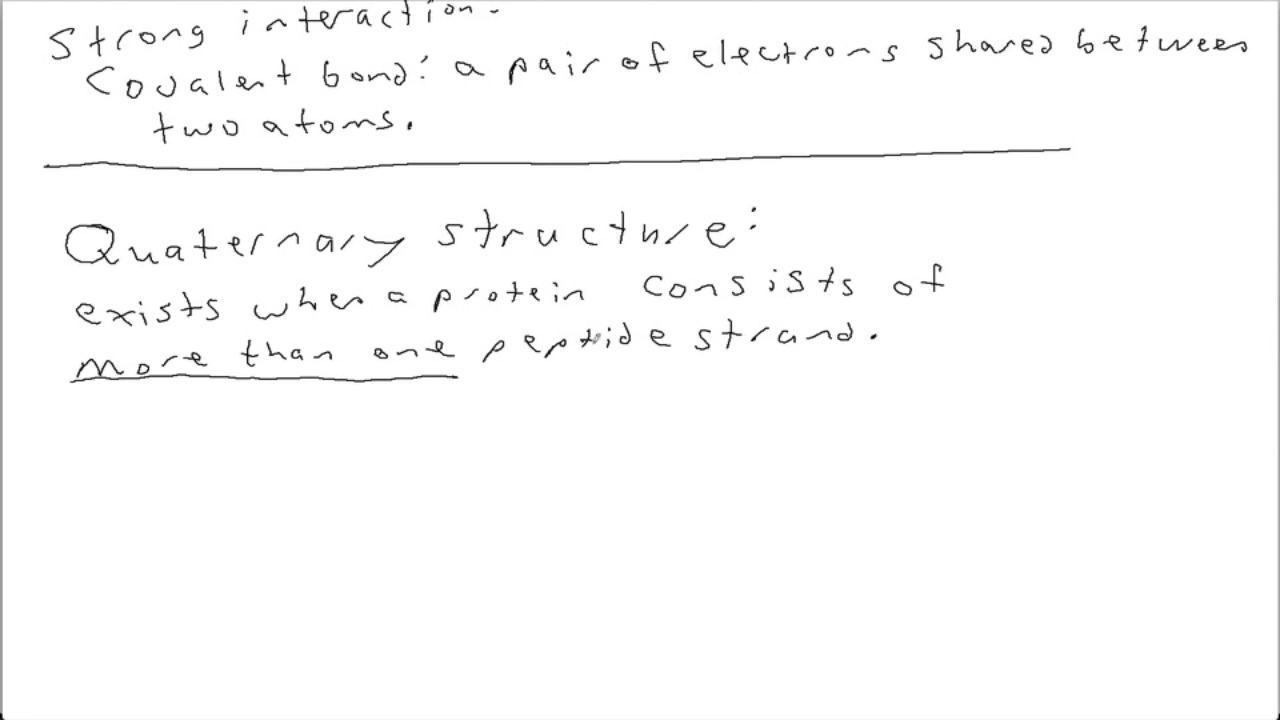 Strong interaction.
Covalent bond: a pair of electrons shared between
two atoms.
Quaternary structure:
exists when a protein consists of
more than one peptide strand.